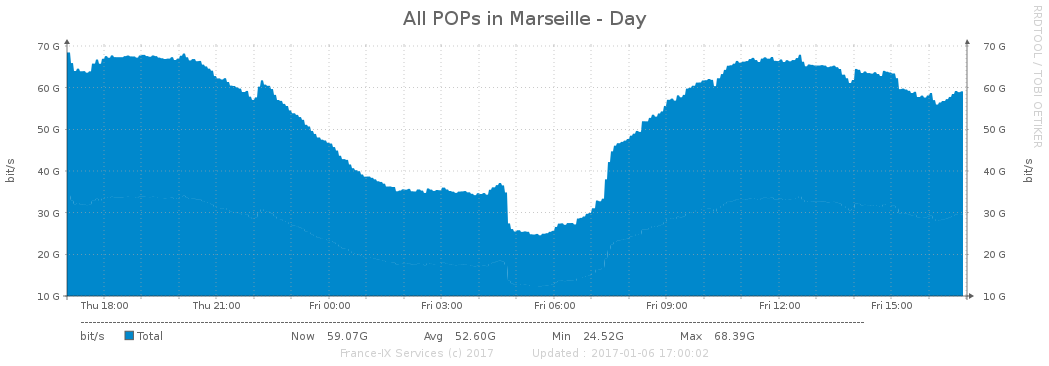 All POPs in Marseille - Day
RRDTOOL / TOBI OETIKER
70 G 70 G
60 G 60 G
50 G 50 G
40 G 40 G
30 G 30 G
20 G 20 G
10 G 10 G
bit/s bit/s
Thu 18:00 Thu 21:00 Fri 00:00 Fri 03:00 Fri 06:00 Fri 09:00 Fri 12:00 Fri 15:00
bit/s Total Now 59.07G Avg 52.60G Min 24.52G Max 68.39G
France-IX Services (c) 2017 Updated : 2017-01-06 17:00:02